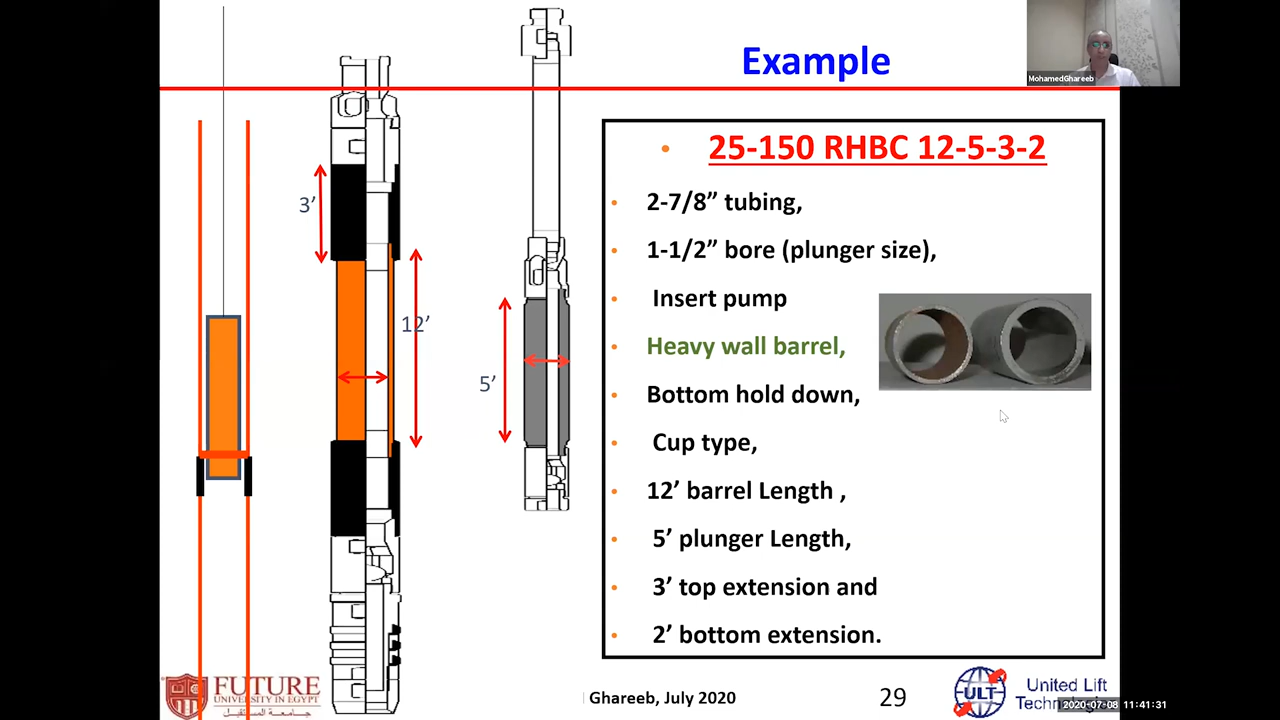 Example
MohamedGhareeb
• 25-150 RHBC 12-5-3-2
• 2-7/8” tubing,
• 1-1/2” bore (plunger size),
• Insert pump
• Heavy wall barrel,
• Bottom hold down,
• Cup type,
• 12’ barrel Length ,
• 5’ plunger Length,
• 3’ top extension and
• 2’ bottom extension.
3’
12’
5’
FUTURE
UNIVERSITY IN EGYPT
جامعة المستقبل
Ghareeb, July 2020
29
ULT
United Lift
2020-07-08 11:41:31